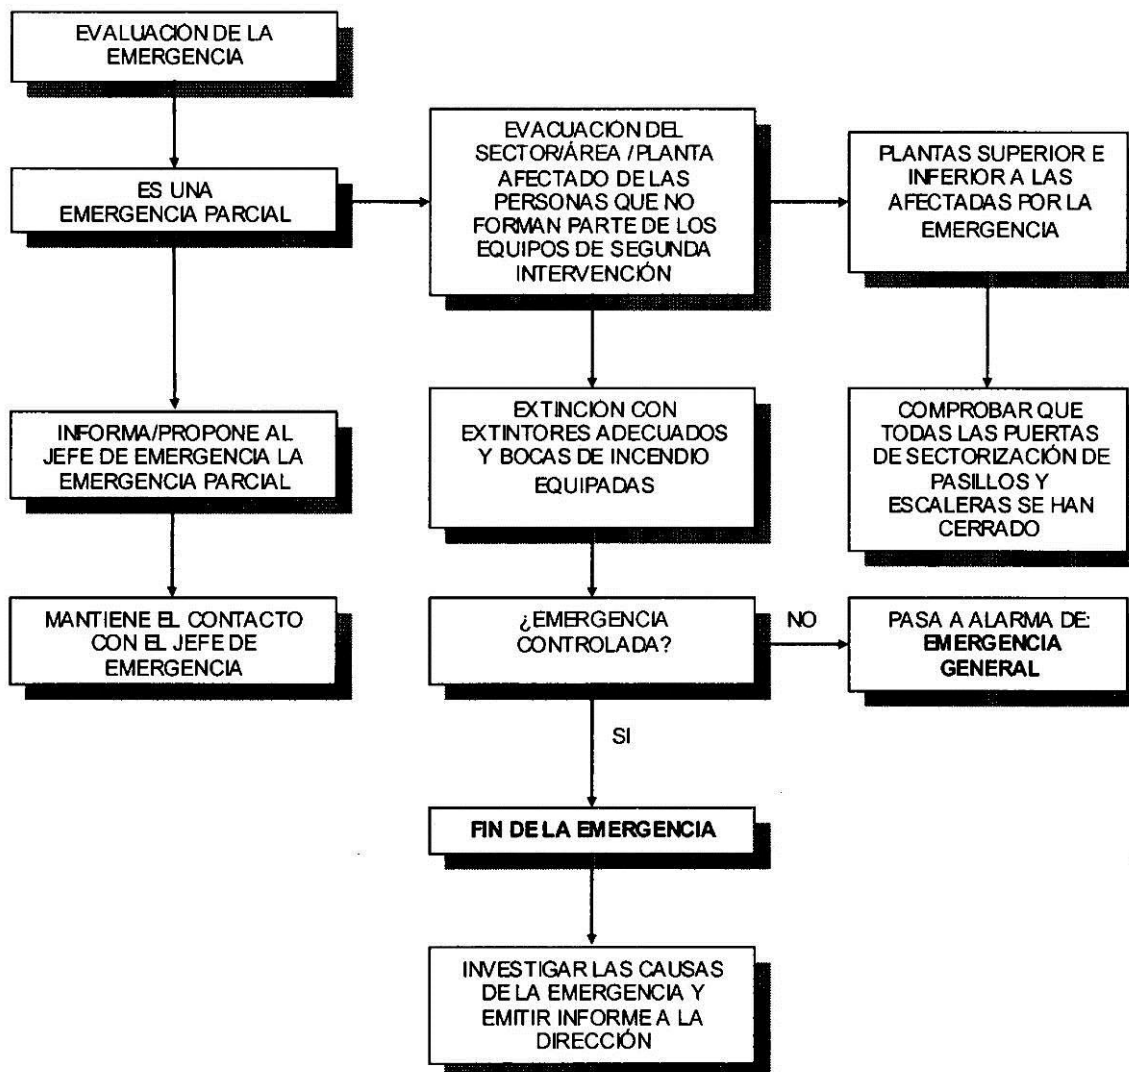 EVALUACIÓN DE LA
EMERGENCIA
ES UNA
EMERGENCIA PARCIAL
EVACUACIÓN DEL
SECTOR/ÁREA /PLANTA
AFECTADO DE LAS
PERSONAS QUE NO
FORMAN PARTE DE LOS
EQUIPOS DE SEGUNDA
INTERVENCIÓN
PLANTAS SUPERIOR E
INFERIOR A LAS
AFECTADAS POR LA
EMERGENCIA
INFORMA/PROPONE AL
JEFE DE EMERGENCIA LA
EMERGENCIA PARCIAL
EXTINCIÓN CON
EXTINTORES ADECUADOS
Y BOCAS DE INCENDIO
EQUIPADAS
COMPROBAR QUE
TODAS LAS PUERTAS
DE SECTORIZACIÓN DE
PASILLOS Y
ESCALERAS SE HAN
CERRADO
MANTIENE EL CONTACTO
CON EL JEFE DE
EMERGENCIA
¿EMERGENCIA
CONTROLADA?
NO
PASA A ALARMA DE:
EMERGENCIA
GENERAL
SI
FIN DE LA EMERGENCIA
INVESTIGAR LAS CAUSAS
DE LA EMERGENCIA Y
EMITIR INFORME A LA
DIRECCIÓN